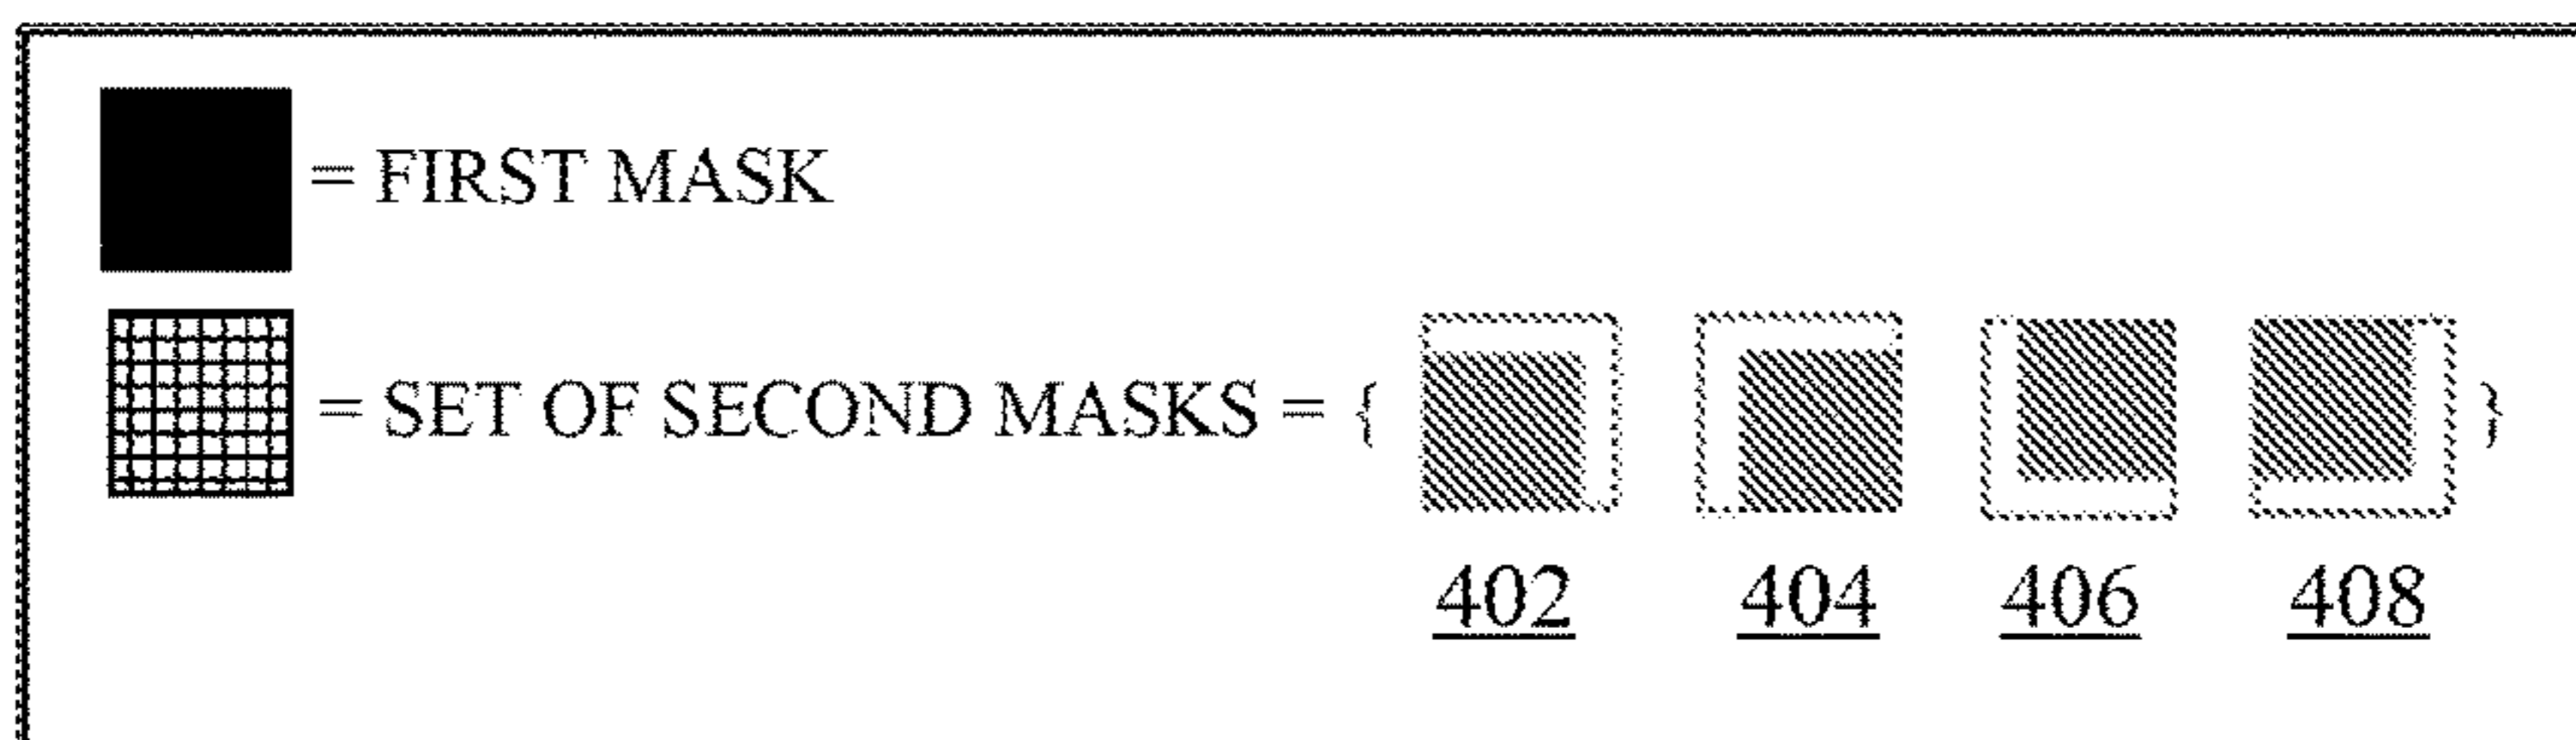 = FIRST MASK
= SET OF SECOND MASKS = { }
402 404 406 408